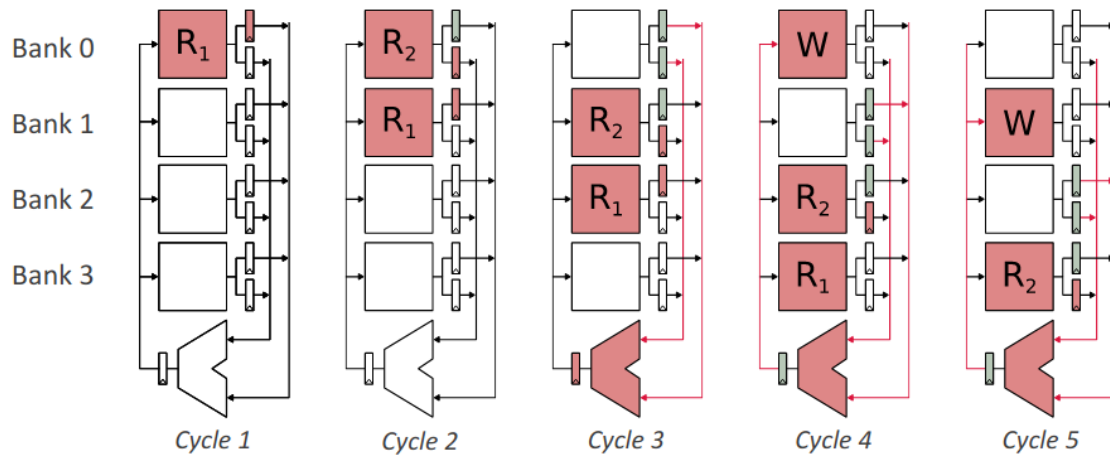 Bank 0 R₁ R₂ W
Bank 1 R₁ R₂ W
Bank 2 R₁ R₂
Bank 3 R₁ R₂
Cycle 1 Cycle 2 Cycle 3 Cycle 4 Cycle 5